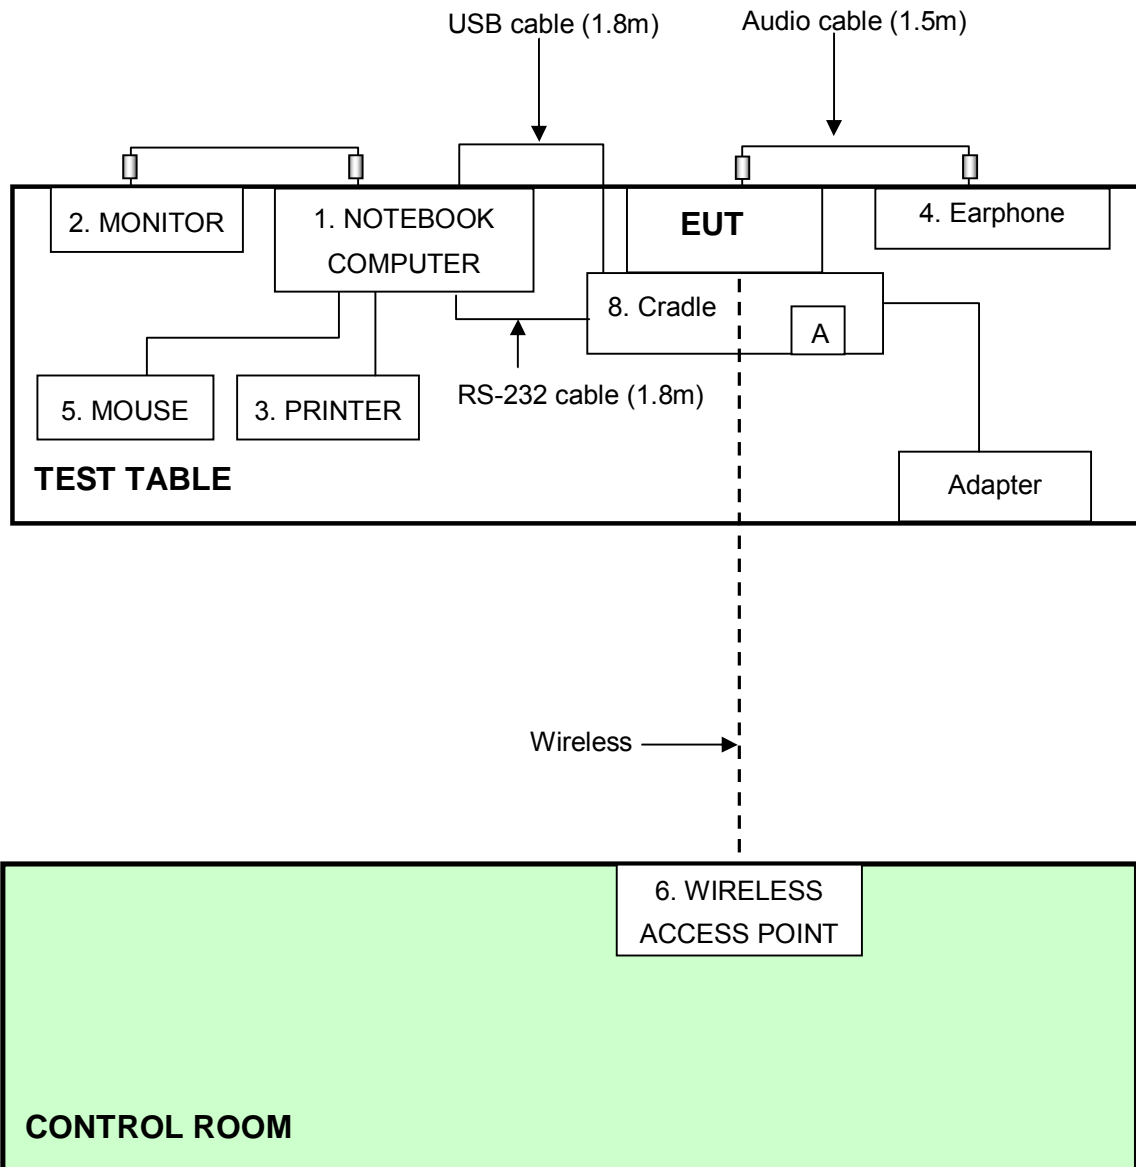 USB cable (1.8m)
Audio cable (1.5m)
2. MONITOR
1. NOTEBOOK
COMPUTER
EUT
4. Earphone
8. Cradle
A
RS-232 cable (1.8m)
5. MOUSE
3. PRINTER
TEST TABLE
Adapter
Wireless
6. WIRELESS
ACCESS POINT
CONTROL ROOM